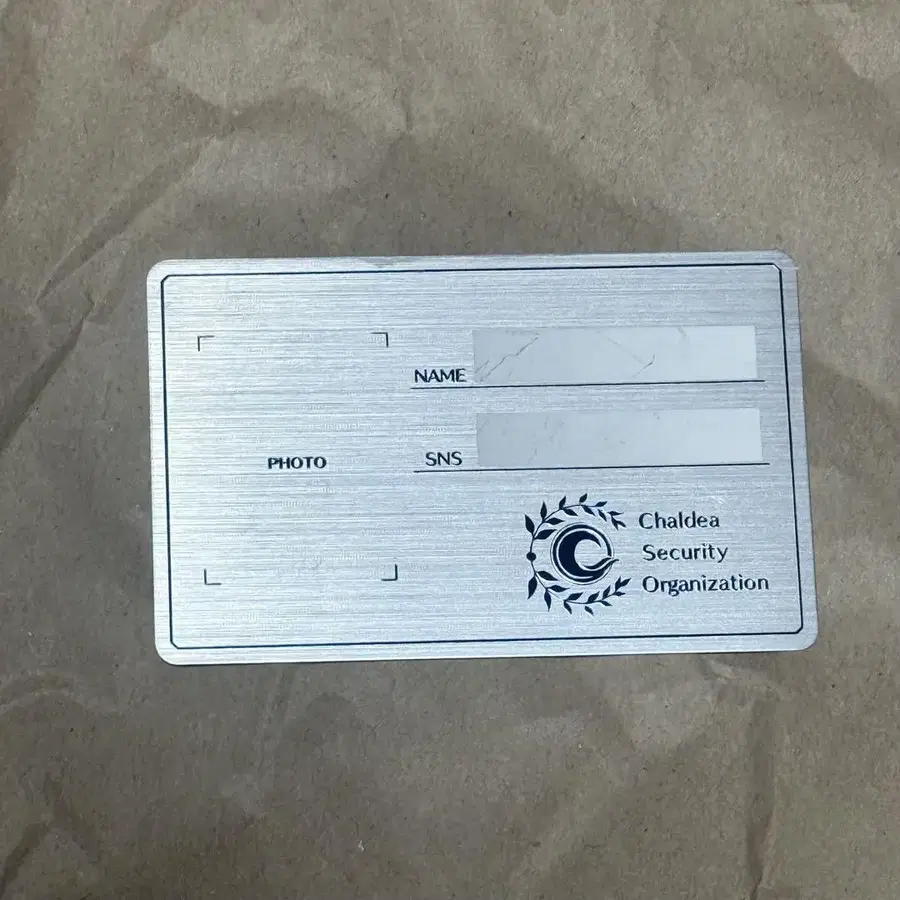 NAME
PHOTO
SNS
Chaldea
Security
Organization